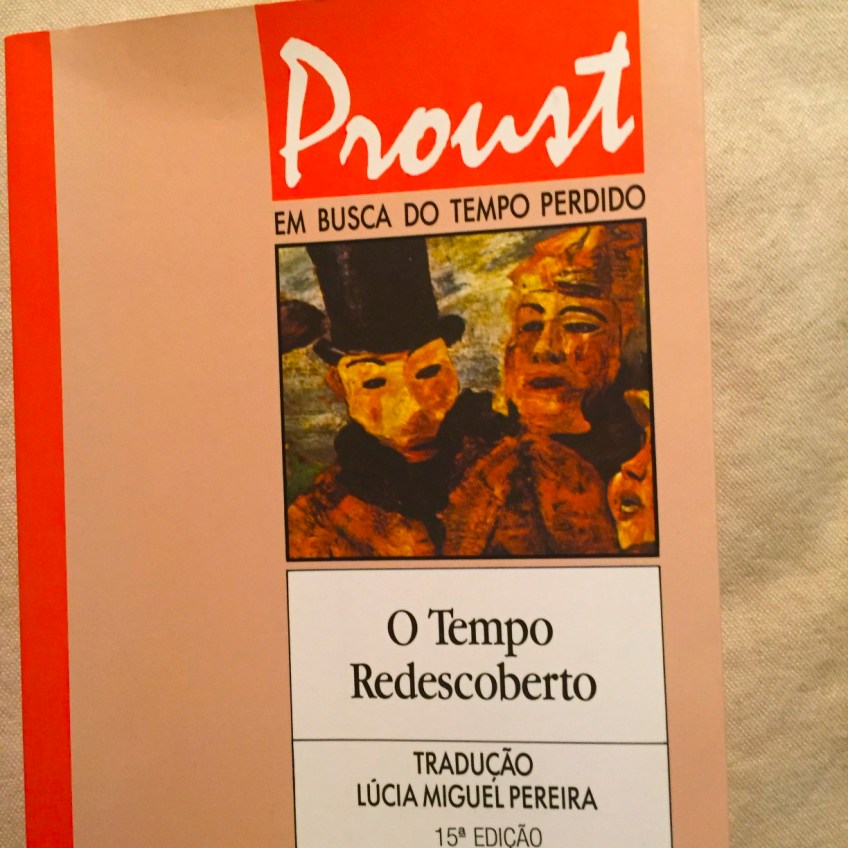 Proust
EM BUSCA DO TEMPO PERDIDO
O Tempo
Redescoberto
TRADUÇÃO
LÚCIA MIGUEL PEREIRA
15ª EDIÇÃO